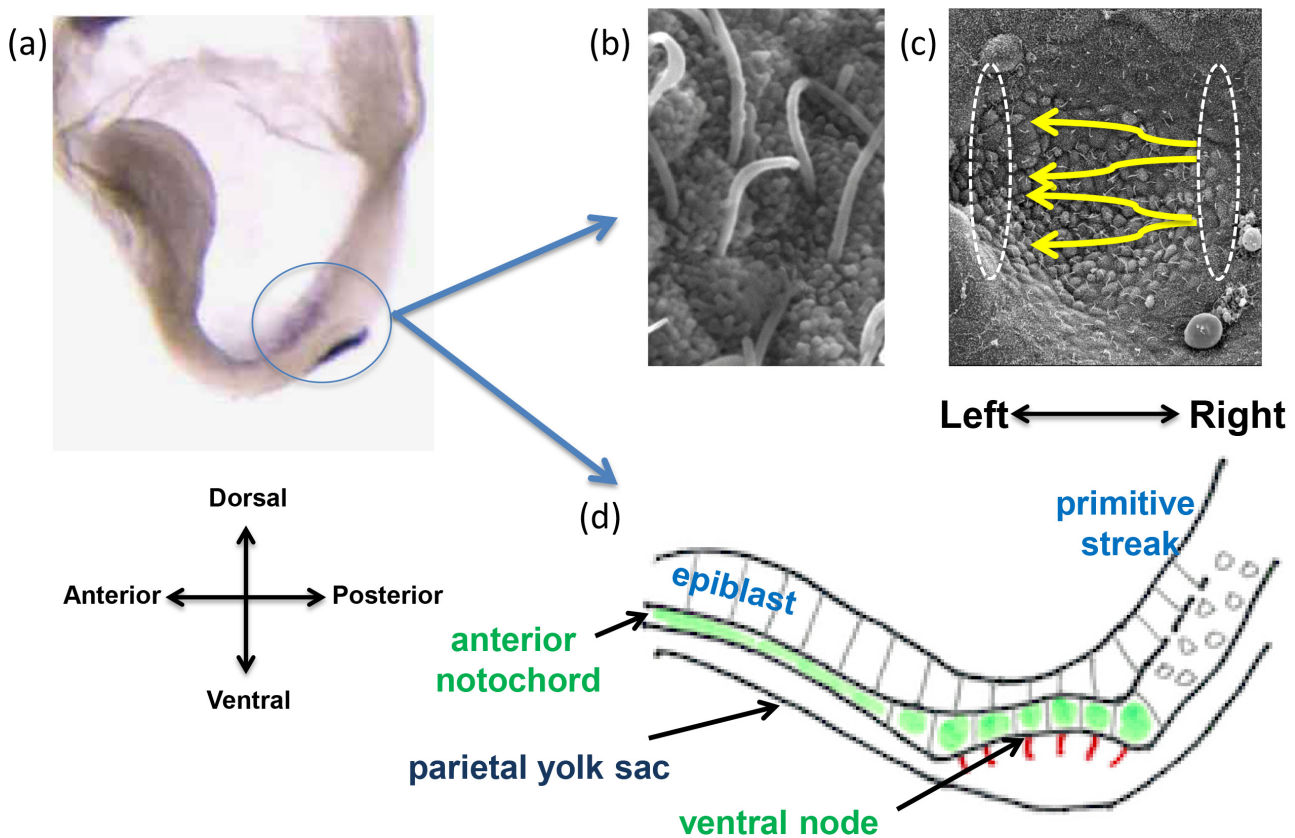 (a)
(b)
(c)
Left
Right
Dorsal
Anterior
Posterior
Ventral
(d)
primitive
streak
epiblast
anterior
notochord
parietal yolk sac
ventral node